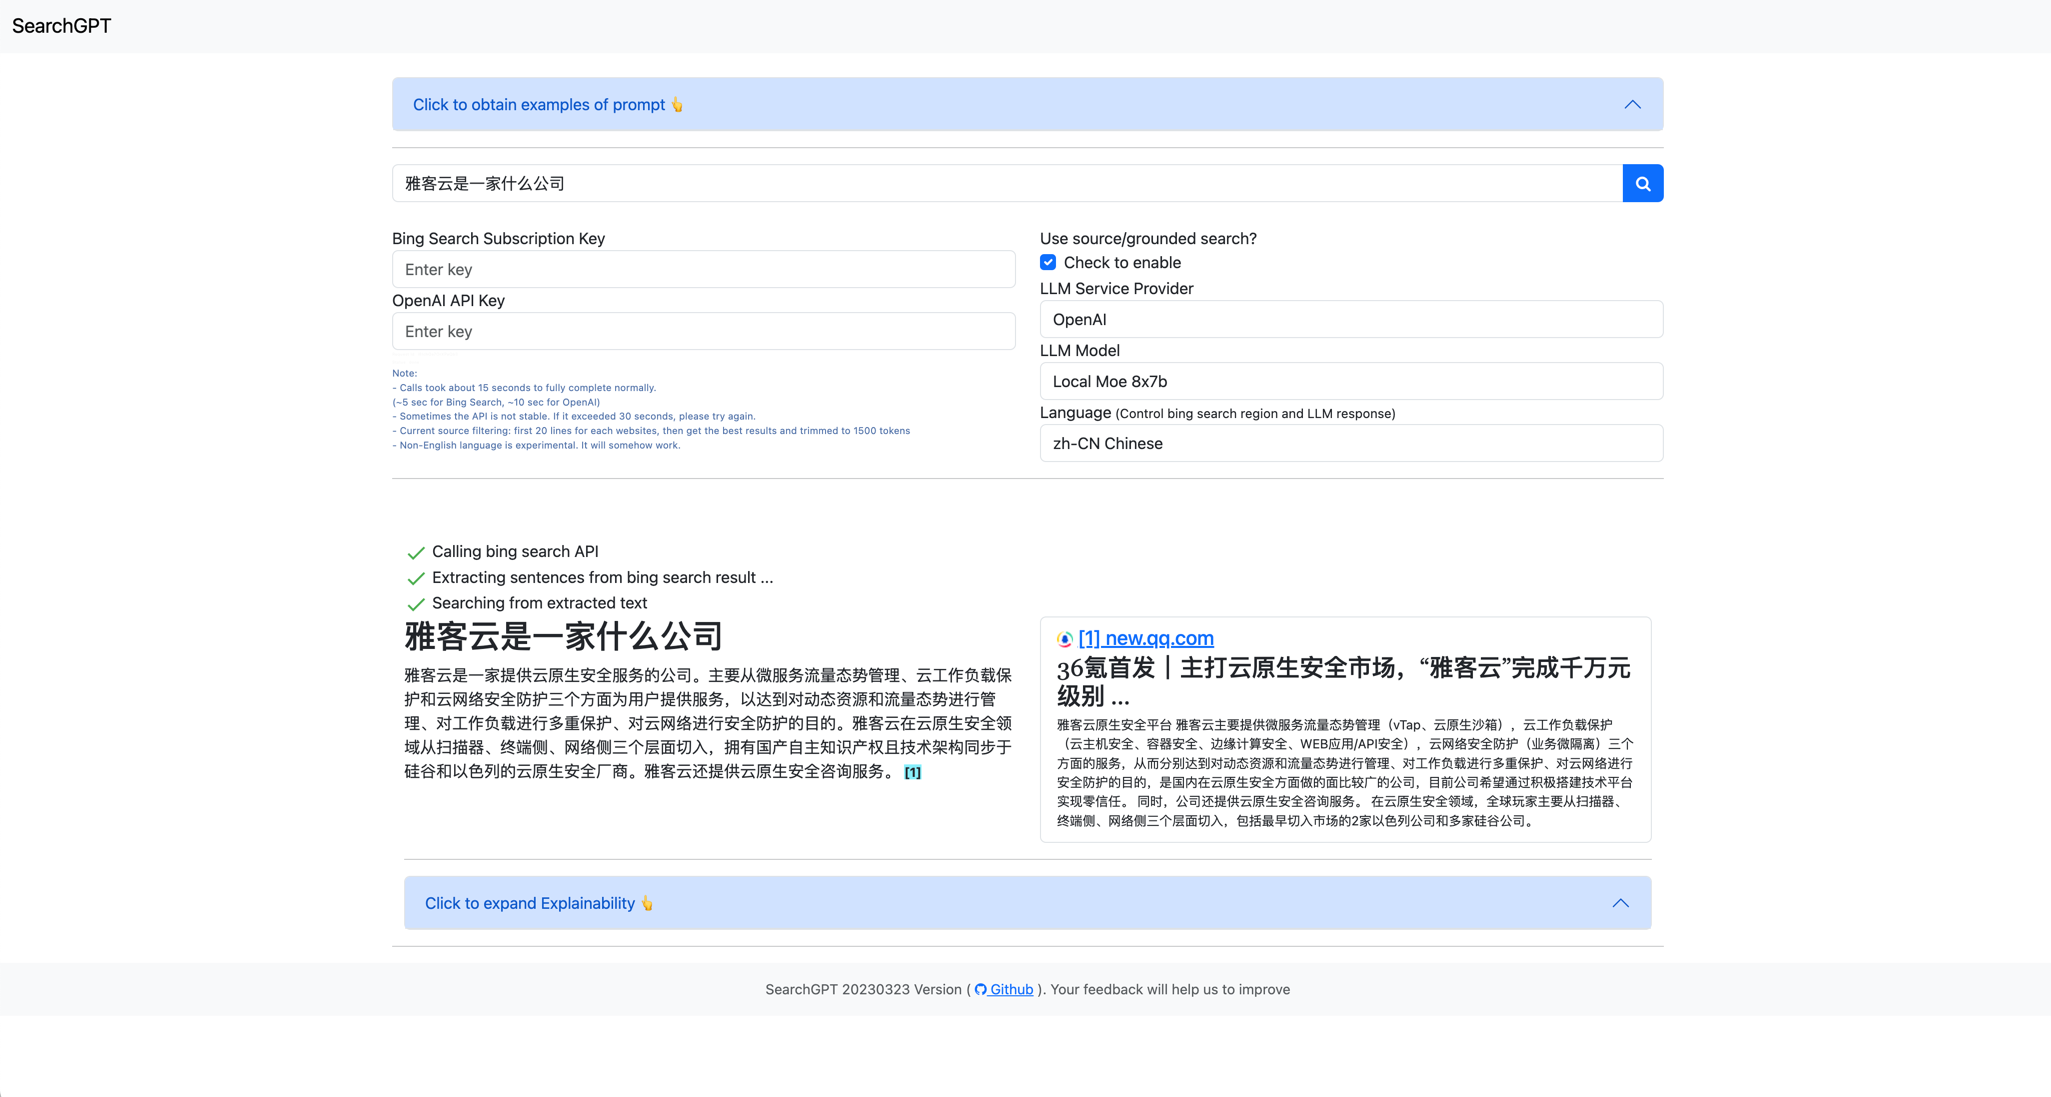 SearchGPT
Click to obtain examples of prompt👆
雅客云是一家什么公司
Bing Search Subscription Key
Enter key
OpenAI API Key
Enter key
Note:
- Calls took about 15 seconds to fully complete normally.
(~5 sec for Bing Search, ~10 sec for OpenAI)
- Sometimes the API is not stable. If it exceeded 30 seconds, please try again.
- Current source filtering: first 20 lines for each websites, then get the best results and trimmed to 1500 tokens
- Non-English language is experimental. It will somehow work.
Use source/grounded search?
Check to enable
LLM Service Provider
OpenAI
LLM Model
Local Moe 8x7b
Language (Control bing search region and LLM response)
zh-CN Chinese
Calling bing search API
Extracting sentences from bing search result ...
Searching from extracted text
雅客云是一家什么公司
雅客云是一家提供云原生安全服务的公司。主要从微服务流量态势管理、云工作负载保
护和云网络安全防护三个方面为用户提供服务，以达到对动态资源和流量态势进行管
理、对工作负载进行多重保护、对云网络进行安全防护的目的。雅客云在云原生安全领
域从扫描器、终端侧、网络侧三个层面切入，拥有国产自主知识产权且技术架构同步于
硅谷和以色列的云原生安全厂商。雅客云还提供云原生安全咨询服务。 [1]
[1] new.qq.com
36氪首发｜主打云原生安全市场，“雅客云”完成千万元
级别 ...
雅客云原生安全平台 雅客云主要提供微服务流量态势管理（vTap、云原生沙箱），云工作负载保护
（云主机安全、容器安全、边缘计算安全、WEB应用/API安全），云网络安全防护（业务微隔离）三个
方面的服务，从而分别达到对动态资源和流量态势进行管理、对工作负载进行多重保护、对云网络进行
安全防护的目的，是国内在云原生安全方面做的面比较广的公司，目前公司希望通过积极搭建技术平台
实现零信任。 同时，公司还提供云原生安全咨询服务。 在云原生安全领域，全球玩家主要从扫描器、
终端侧、网络侧三个层面切入，包括最早切入市场的2家以色列公司和多家硅谷公司。
Click to expand Explainability👆
SearchGPT 20230323 Version ( Github ). Your feedback will help us to improve